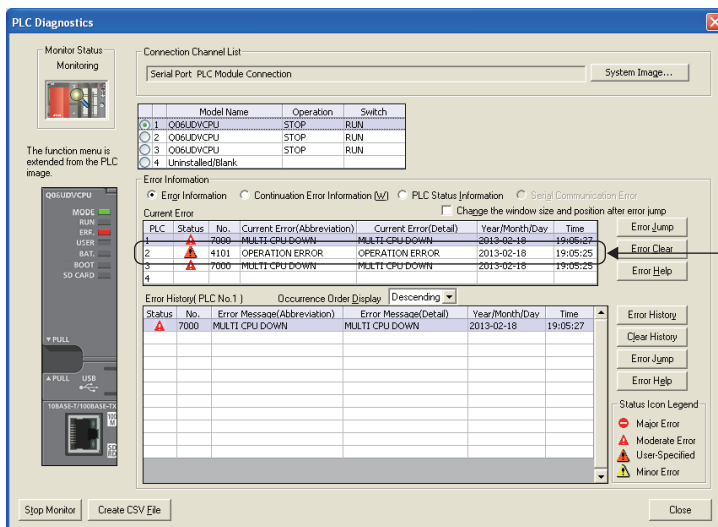 PLC Diagnostics
Monitor Status
Monitoring
Connection Channel List
Serial Port PLC Module Connection
System Image...
The function menu is
extended from the PLC
image.
Model Name Operation Switch
1 Q06UDVCPU STOP RUN
2 Q06UDVCPU STOP RUN
3 Q06UDVCPU STOP RUN
4 Uninstalled/Blank
Q06UDVCPU
MODE
RUN
ERR.
USER
BAT.
BOOT
SD CARD
PULL
PULL USB
10BASE-T/100BASE-TX
100
M
SD
RD
Error Information
Error Information Continuation Error Information (W) PLC Status Information Serial Communication Error
Current Error Change the window size and position after error jump
PLC Status No. Current Error(Abbreviation) Current Error(Detail) Year/Month/Day Time
1 7000 MULTI CPU DOWN MULTI CPU DOWN 2013-02-18 19:05:27
2 4101 OPERATION ERROR OPERATION ERROR 2013-02-18 19:05:25
3 7000 MULTI CPU DOWN MULTI CPU DOWN 2013-02-18 19:05:25
4
Error Jump
Error Clear
Error Help
Error History( PLC No.1 ) Occurrence Order Display Descending
Status No. Error Message(Abbreviation) Error Message(Detail) Year/Month/Day Time
7000 MULTI CPU DOWN MULTI CPU DOWN 2013-02-18 19:05:27
Error History
Clear History
Error Jump
Error Help
Status Icon Legend
Major Error
Moderate Error
User-Specified
Minor Error
Stop Monitor Create CSV File Close